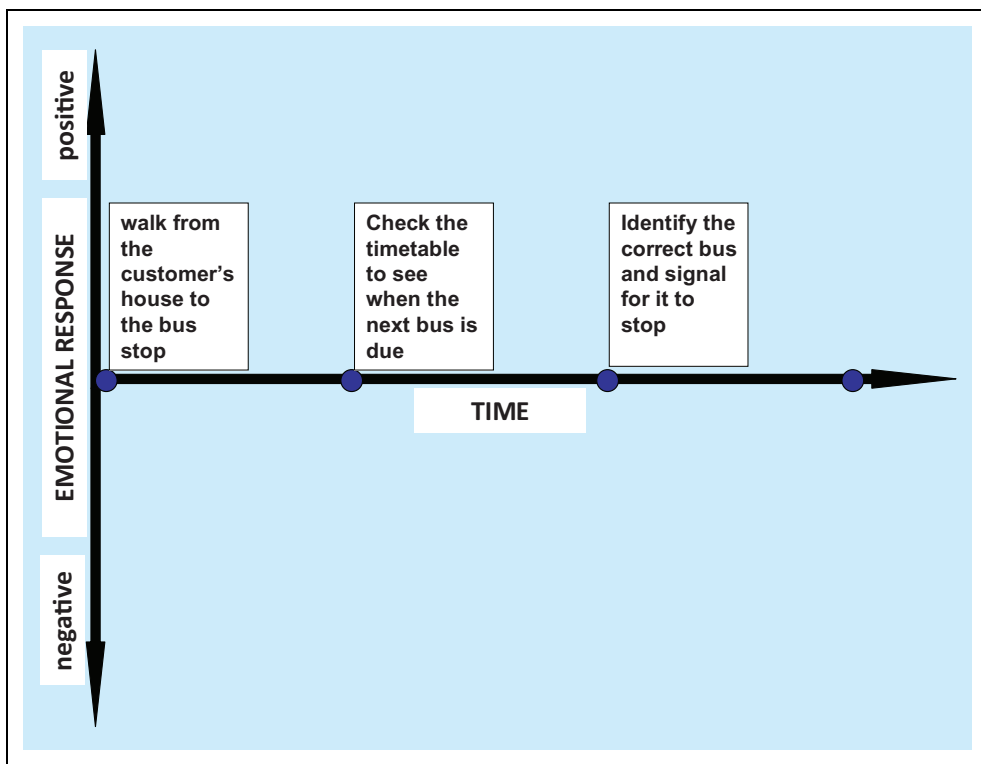 positive
EMOTIONAL RESPONSE
negative
walk from
the
customer’s
house to
the bus
stop
Check the
timetable
to see
when the
next bus is
due
Identify the
correct bus
and signal
for it to
stop
TIME